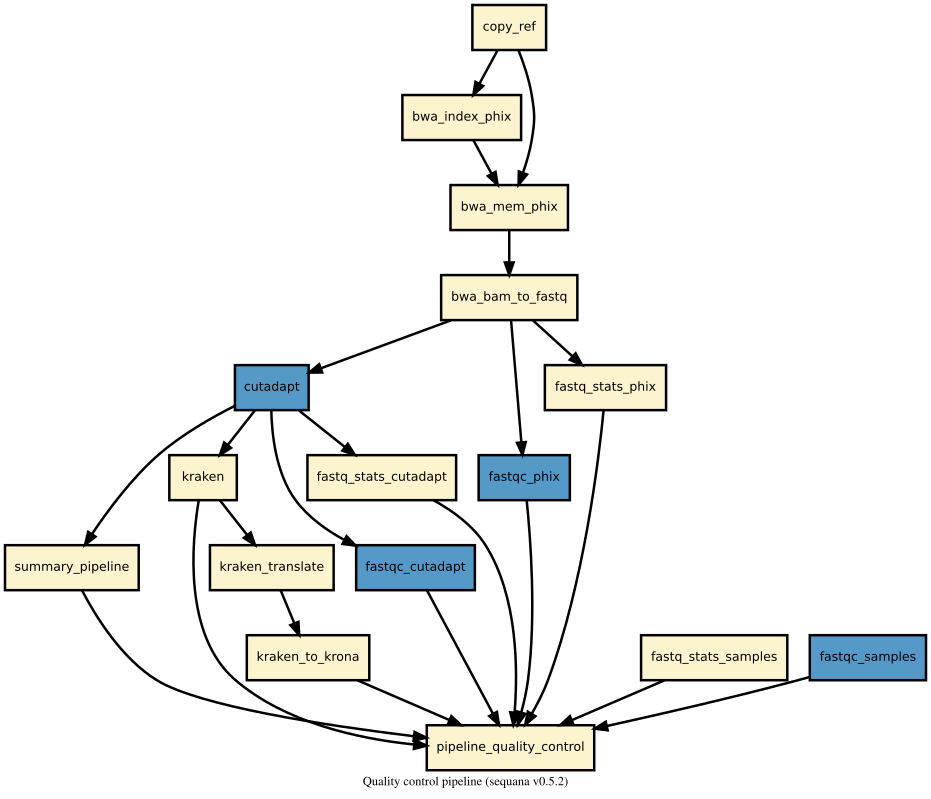 copy_ref
bwa_index_phix
bwa_mem_phix
bwa_bam_to_fastq
cutadapt
fastq_stats_phix
kraken
fastq_stats_cutadapt
fastqc_phix
summary_pipeline
kraken_translate
fastqc_cutadapt
kraken_to_krona
fastq_stats_samples
fastqc_samples
pipeline_quality_control
Quality control pipeline (sequana v0.5.2)